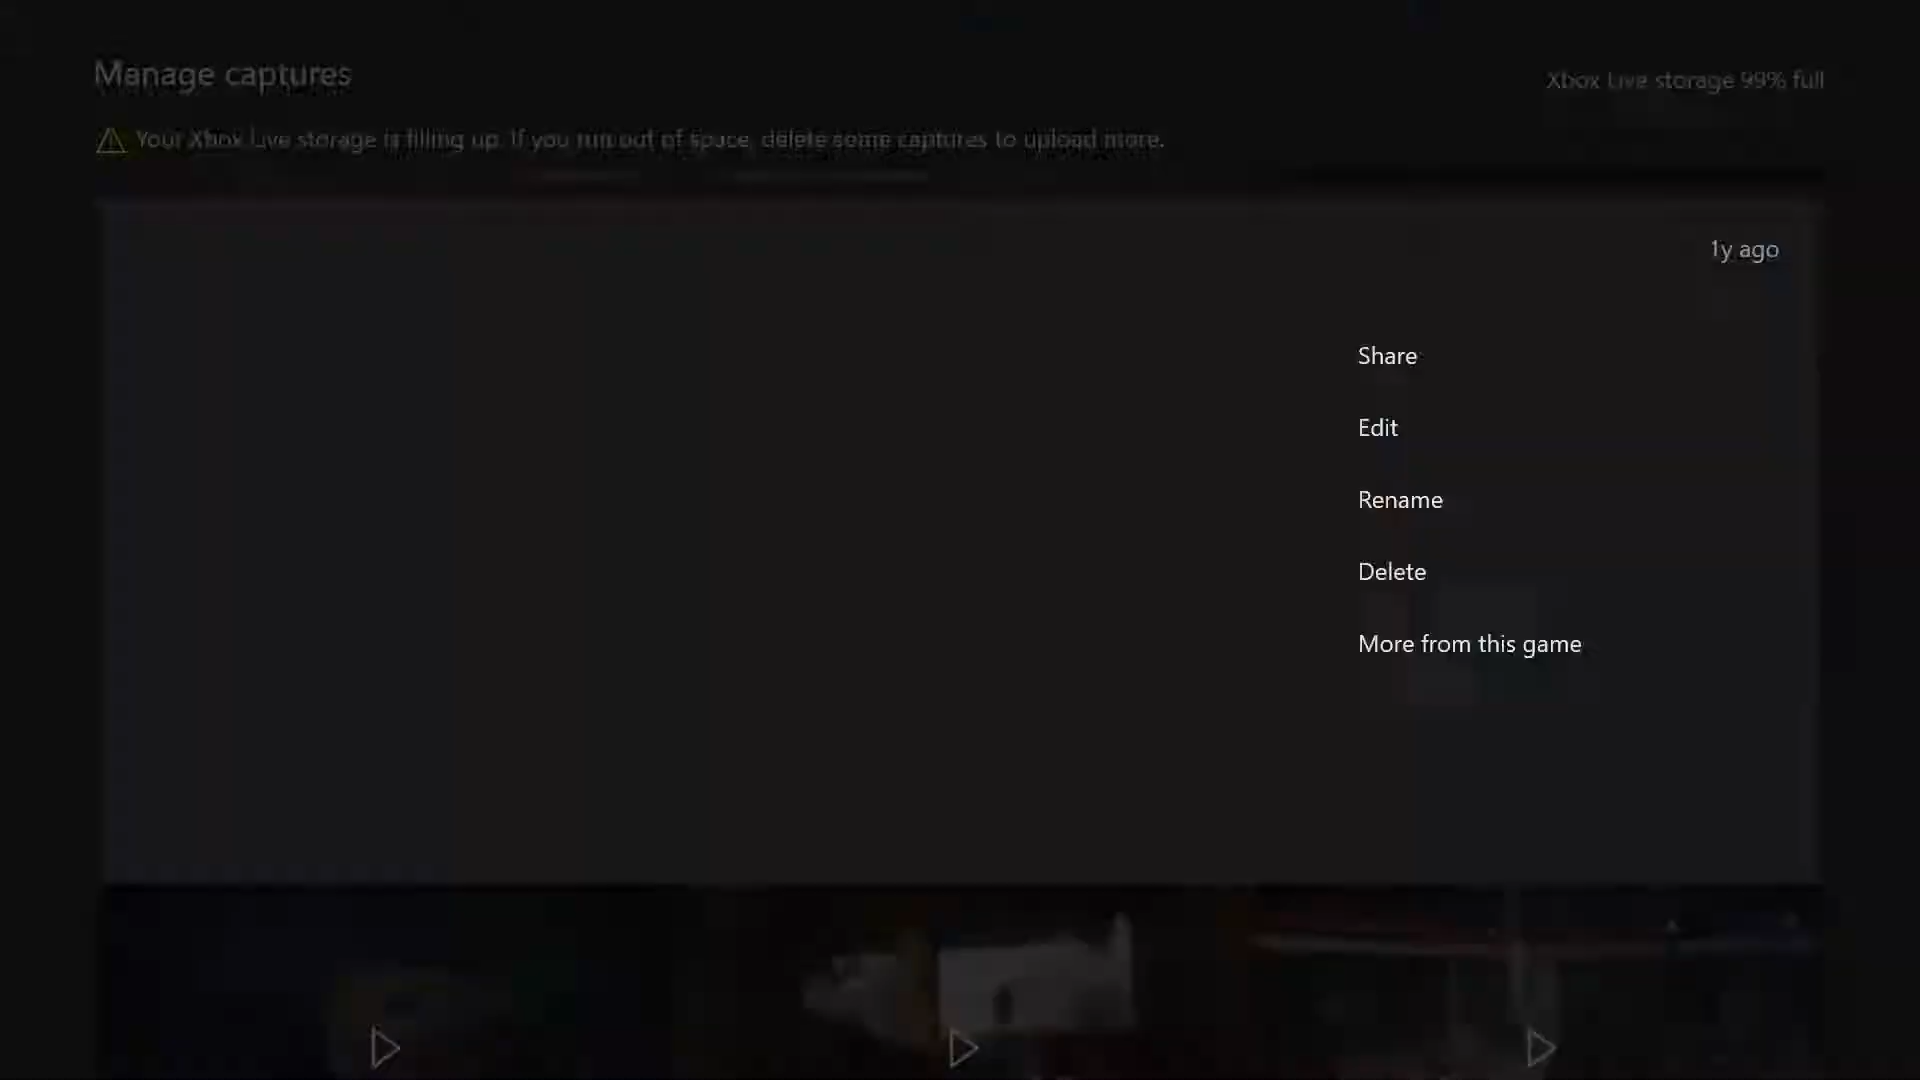 Manage captures
Xbox Live storage 99% full
Your Xbox Live storage is filling up. If you run out of space, delete some captures to upload more.
1y ago
Share
Edit
Rename
Delete
More from this game